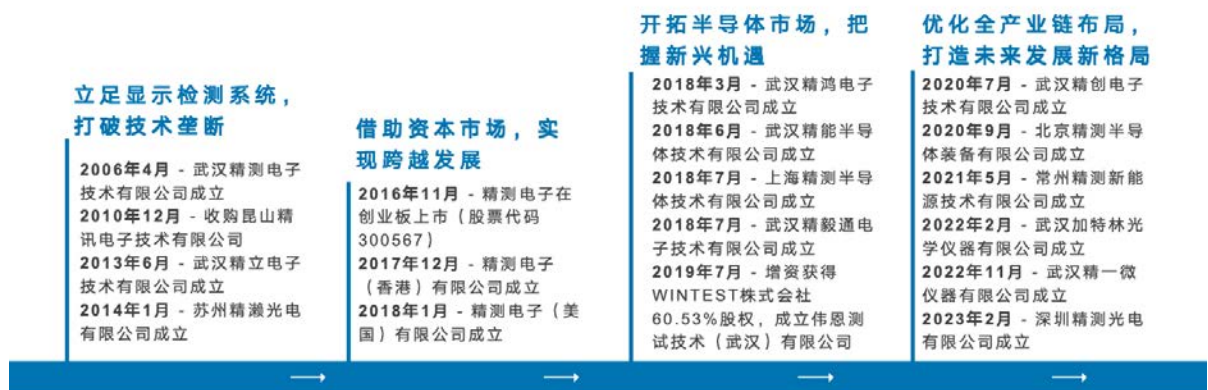 立足显示检测系统，
打破技术垄断
2006年4月 - 武汉精测电子
技术有限公司成立
2010年12月 - 收购昆山精
讯电子技术有限公司
2013年6月 - 武汉精立电子
技术有限公司成立
2014年1月 - 苏州精濑光电
有限公司成立
借助资本市场，实
现跨越发展
2016年11月 - 精测电子在
创业板上市（股票代码
300567）
2017年12月 - 精测电子
（香港）有限公司成立
2018年1月 - 精测电子（美
国）有限公司成立
开拓半导体市场，把
握新兴机遇
2018年3月 - 武汉精鸿电子
技术有限公司成立
2018年6月 - 武汉精能半导
体技术有限公司成立
2018年7月 - 上海精测半导
体技术有限公司成立
2018年7月 - 武汉精毅通电
子技术有限公司成立
2019年7月 - 增资获得
WINTEST株式会社
60.53%股权，成立伟恩测
试技术（武汉）有限公司
优化全产业链布局，
打造未来发展新格局
2020年7月 - 武汉精创电子
技术有限公司成立
2020年9月 - 北京精测半导
体装备有限公司成立
2021年5月 - 常州精测新能
源技术有限公司成立
2022年2月 - 武汉加特林光
学仪器有限公司成立
2022年11月 - 武汉精一微
仪器有限公司成立
2023年2月 - 深圳精测光电
有限公司成立